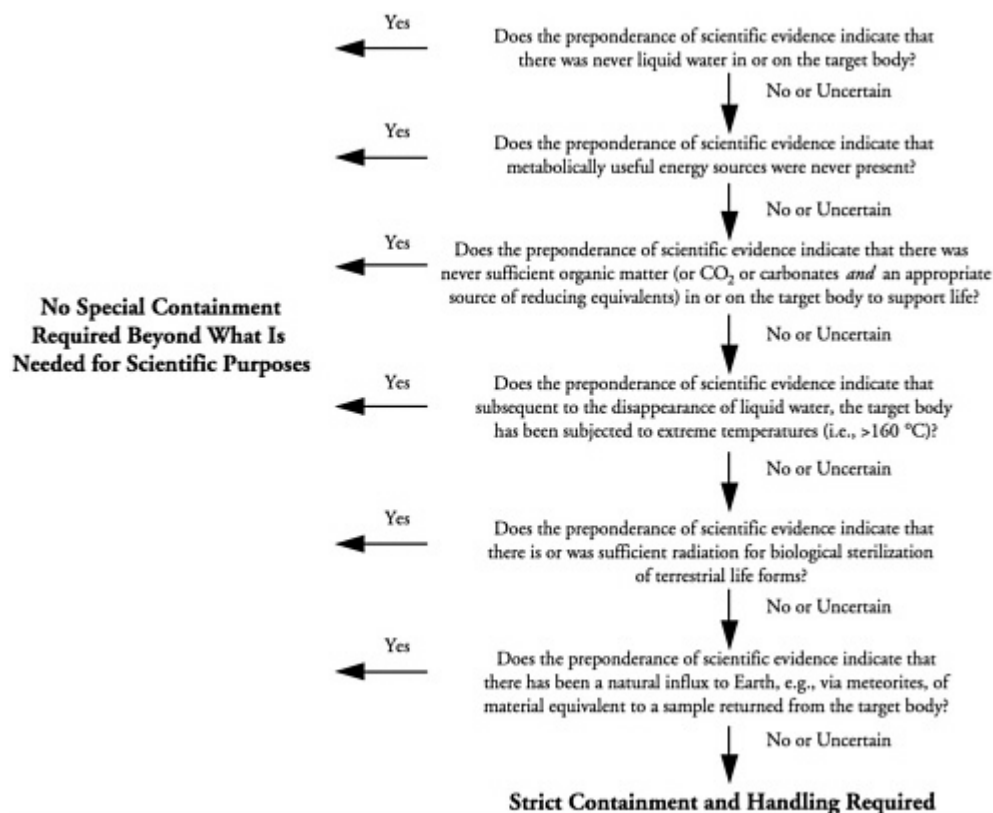 Yes
Does the preponderance of scientific evidence indicate that
there was never liquid water in or on the target body?
No or Uncertain
Yes
Does the preponderance of scientific evidence indicate that
metabolically useful energy sources were never present?
No or Uncertain
Yes
Does the preponderance of scientific evidence indicate that there was
never sufficient organic matter (or CO₂ or carbonates and an appropriate
source of reducing equivalents) in or on the target body to support life?
No or Uncertain
No Special Containment
Required Beyond What Is
Needed for Scientific Purposes
Yes
Does the preponderance of scientific evidence indicate that
subsequent to the disappearance of liquid water, the target body
has been subjected to extreme temperatures (i.e., >160 °C)?
No or Uncertain
Yes
Does the preponderance of scientific evidence indicate that
there is or was sufficient radiation for biological sterilization
of terrestrial life forms?
No or Uncertain
Yes
Does the preponderance of scientific evidence indicate that
there has been a natural influx to Earth, e.g., via meteorites, of
material equivalent to a sample returned from the target body?
No or Uncertain
Strict Containment and Handling Required